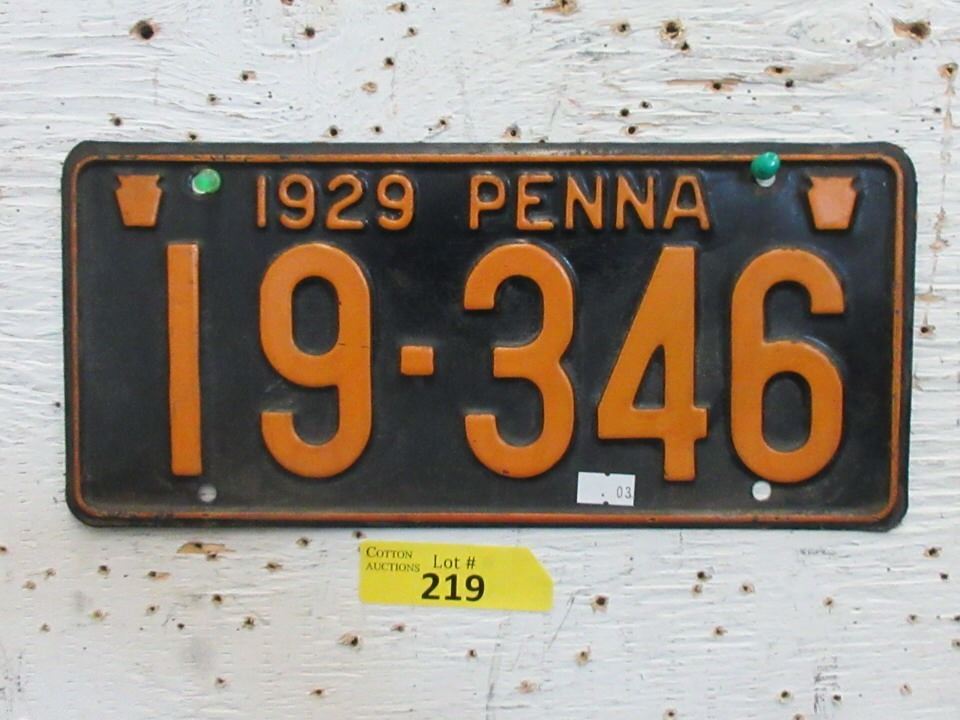 1929 PENNA
19-346
. 03
COTTON
AUCTIONS
Lot #
219